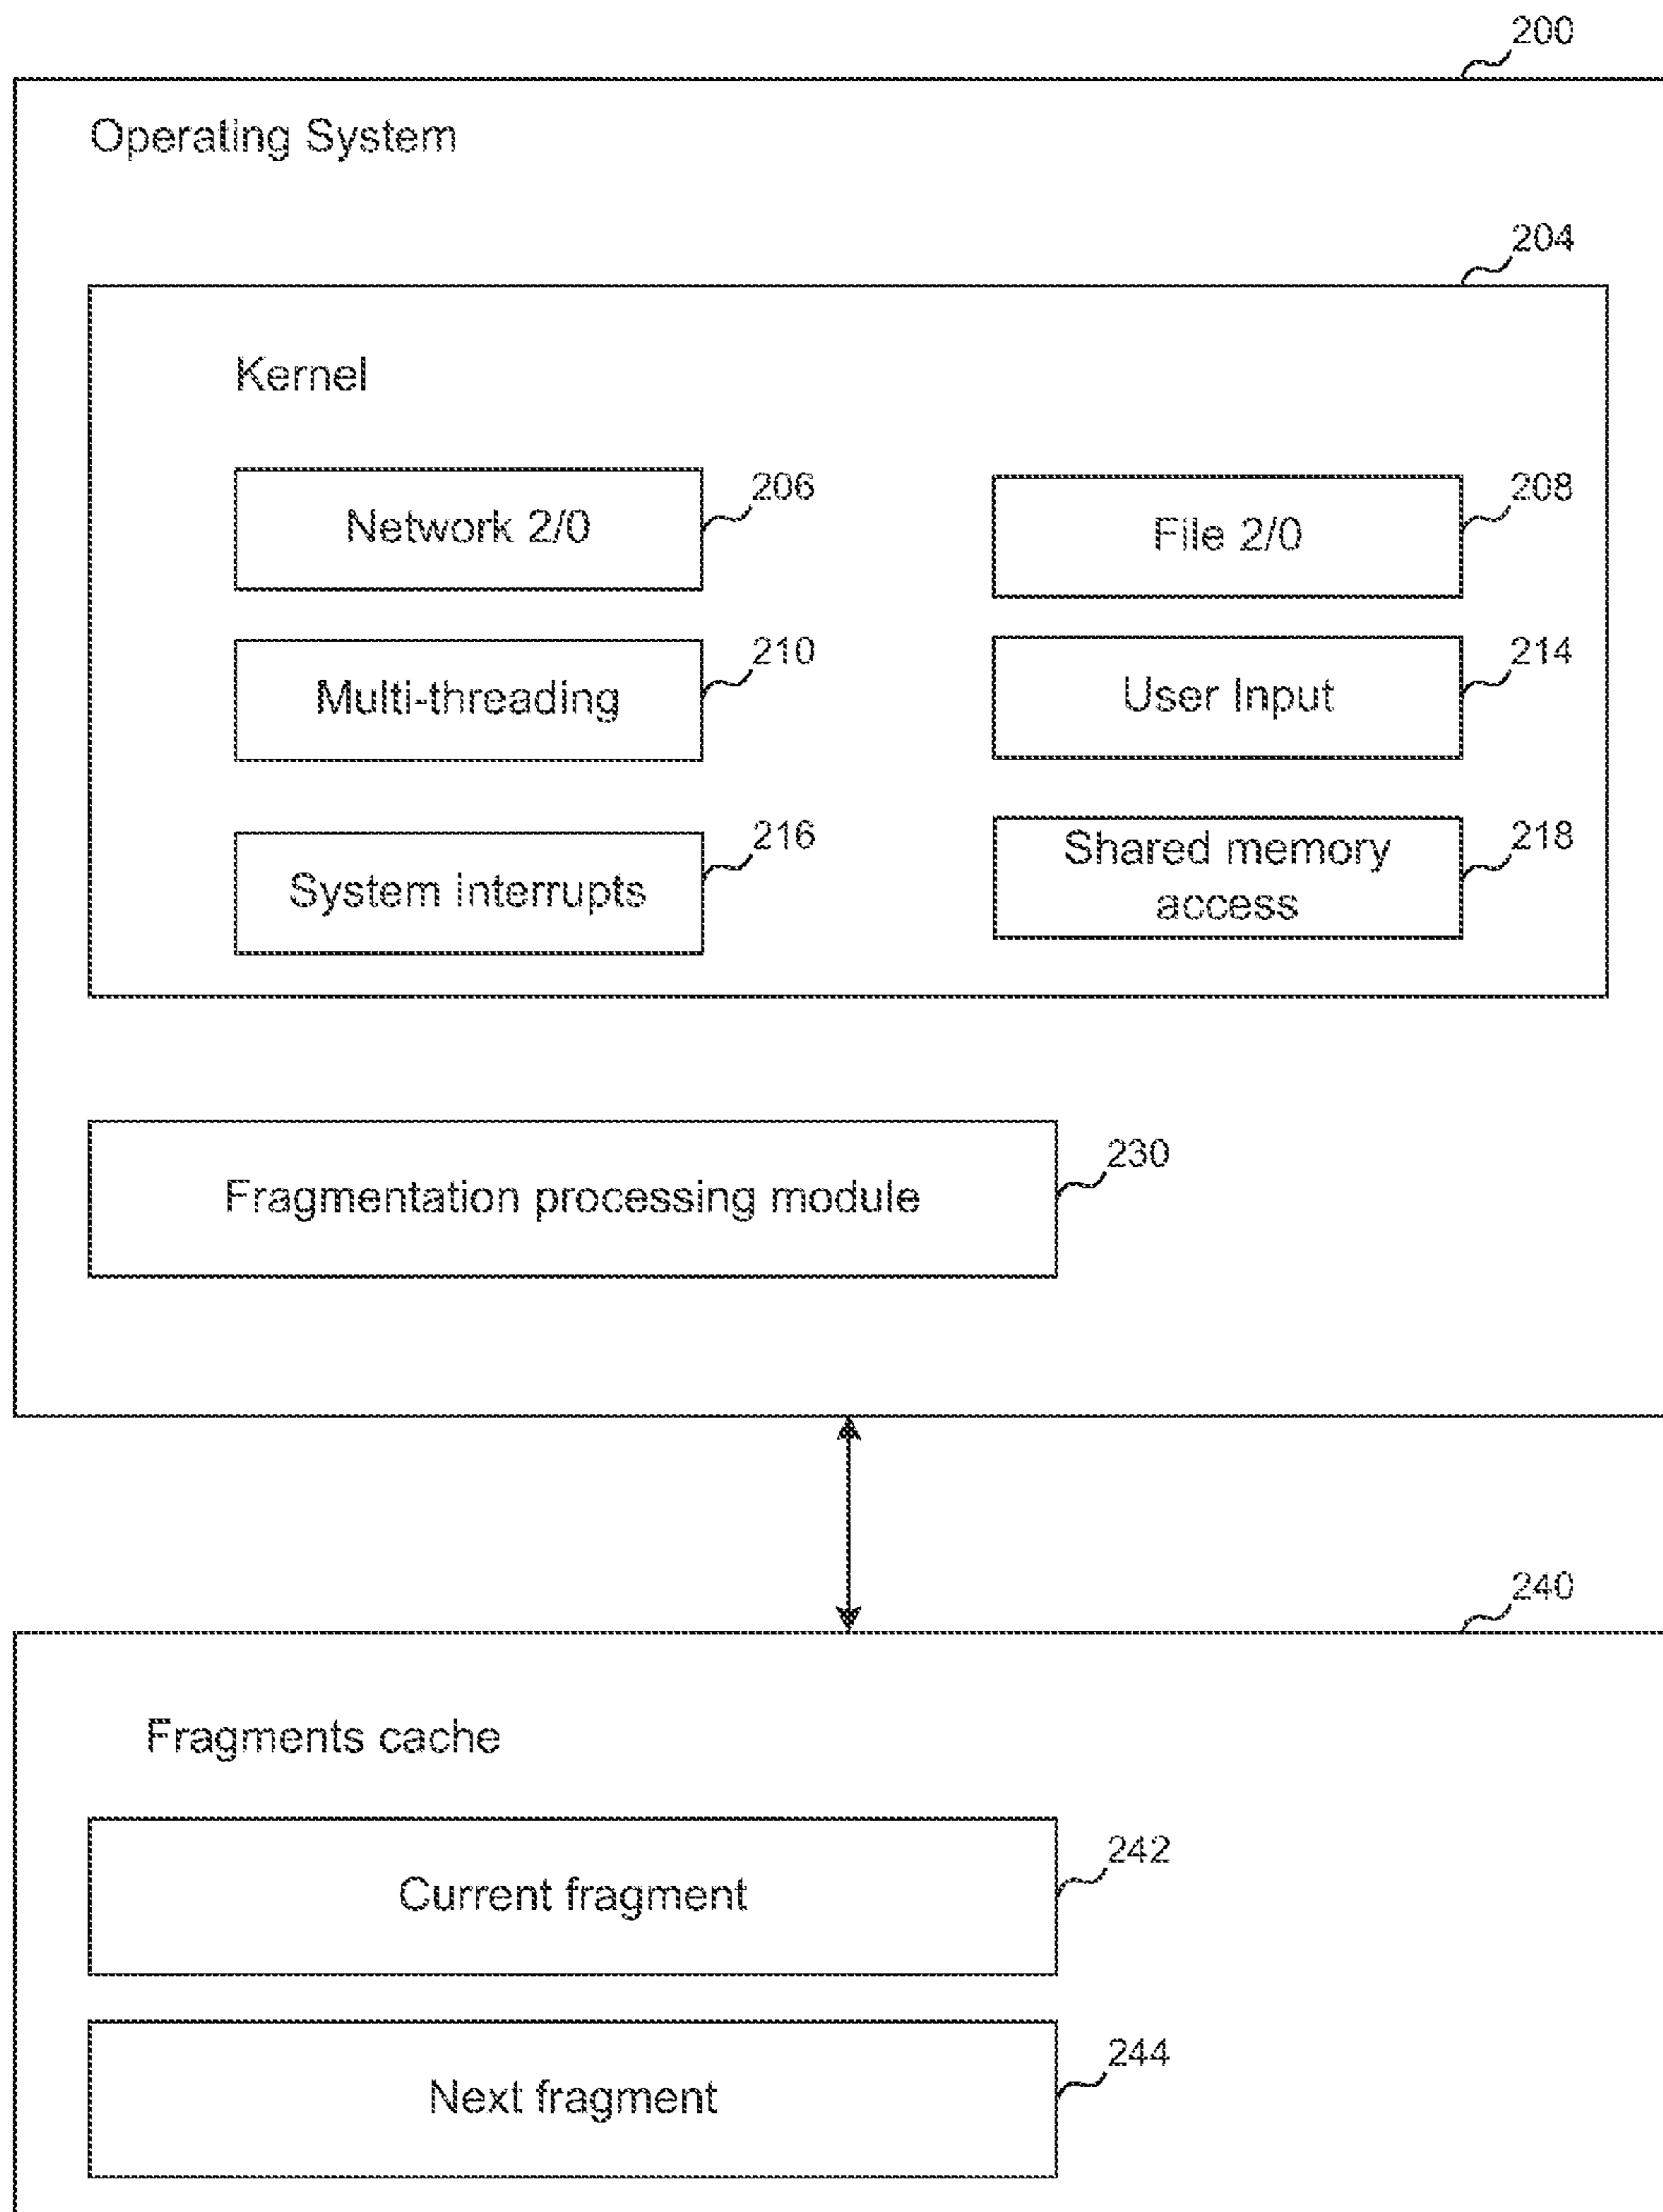 200
Operating System
204
Kernel
Network 2/0
206
File 2/0
208
Multi-threading
210
User Input
214
System interrupts
216
Shared memory
access
218
Fragmentation processing module
230
240
Fragments cache
Current fragment
242
Next fragment
244